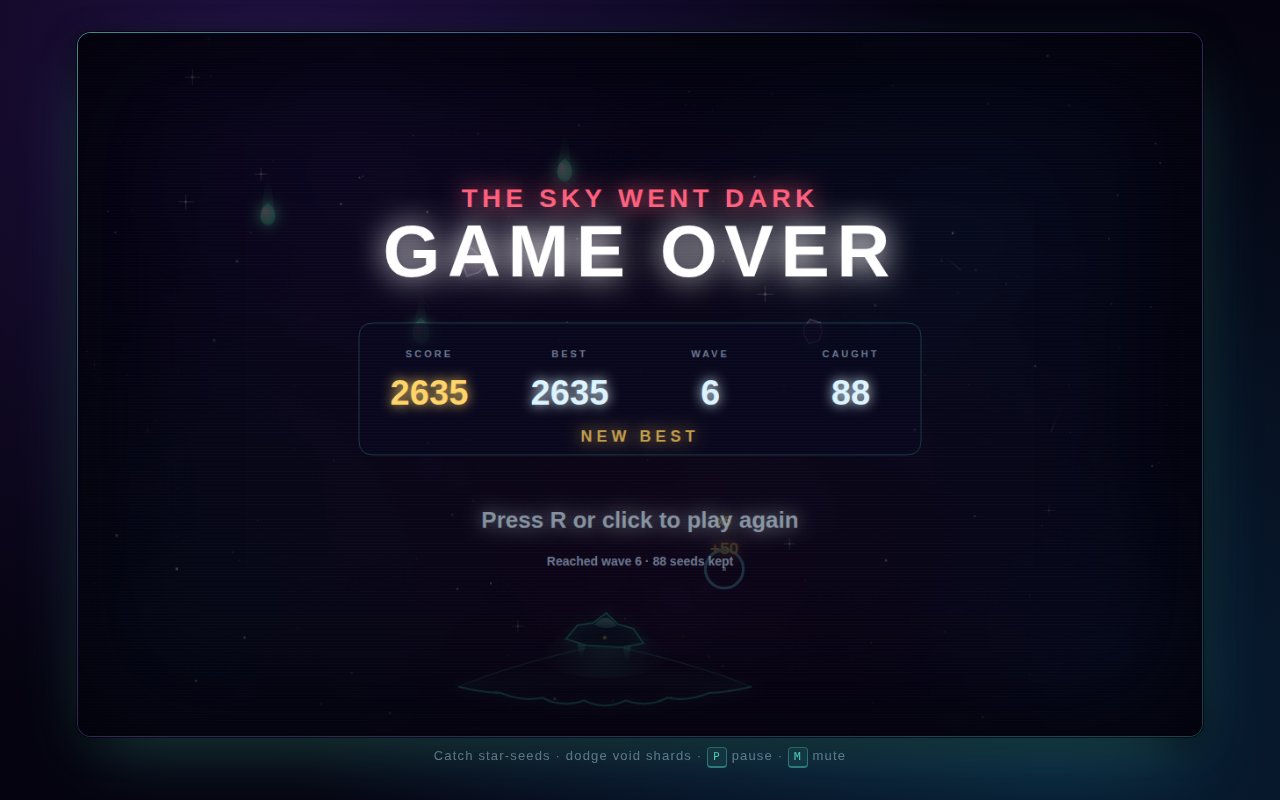 THE SKY WENT DARK
GAME OVER
SCORE BEST WAVE CAUGHT
2635 2635 6 88
NEW BEST
Press R or click to play again
+50
Reached wave 6 · 88 seeds kept
Catch star-seeds · dodge void shards · P pause · M mute